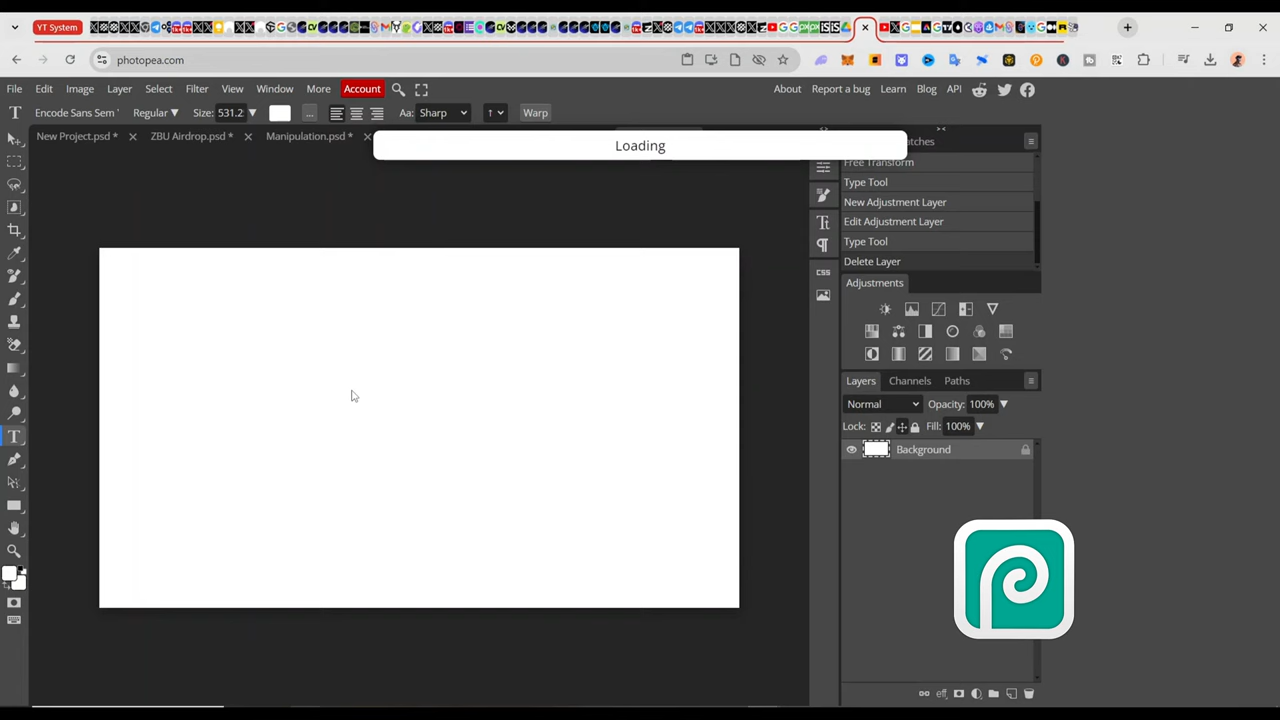 YT System
photopea.com
File Edit Image Layer Select Filter View Window More Account
About Report a bug Learn Blog API
Encode Sans Sem Regular Size: 531.2 ... Aa: Sharp Warp
New Project.psd * ZBU Airdrop.psd * Manipulation.psd *
Loading
atches
Free Transform
Type Tool
New Adjustment Layer
Edit Adjustment Layer
Type Tool
Delete Layer
CSS
Adjustments
Layers Channels Paths
Normal Opacity: 100%
Lock: Fill: 100%
Background
eff